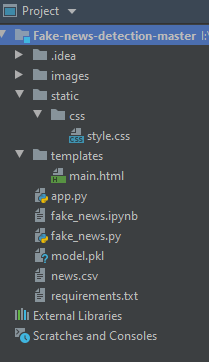 Project
Fake-news-detection-master
.idea
images
static
css
style.css
templates
main.html
app.py
fake_news.ipynb
fake_news.py
model.pkl
news.csv
requirements.txt
External Libraries
Scratches and Consoles